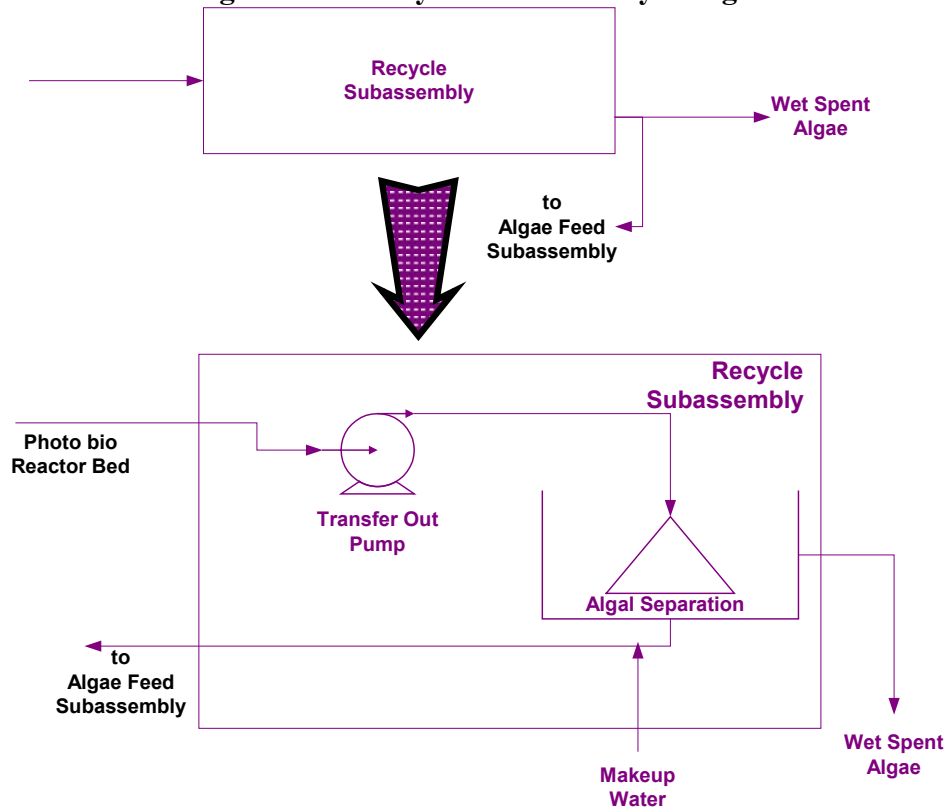 Recycle
Subassembly
Wet Spent
Algae
to
Algae Feed
Subassembly
Recycle
Subassembly
Photo bio
Reactor Bed
Transfer Out
Pump
Algal Separation
to
Algae Feed
Subassembly
Wet Spent
Algae
Makeup
Water